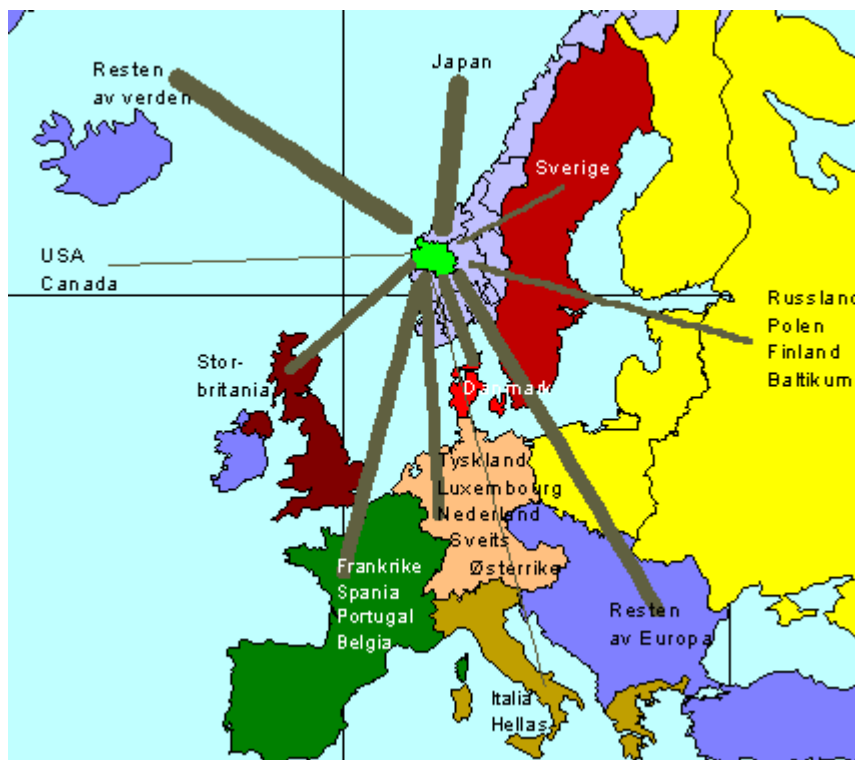 Resten
av verden
Japan
Sverige
USA
Canada
Russland
Polen
Finland
Baltikum
Stor-
britania
Danmark
Tyskland
Luxembourg
Nederland
Sveits
Østerrike
Frankrike
Spania
Portugal
Belgia
Resten
av Europa
Italia
Hellas